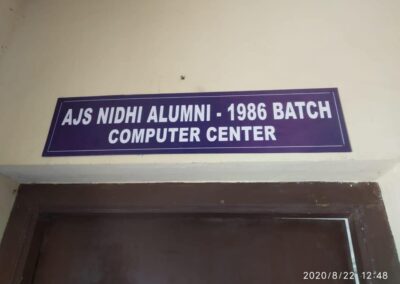 AJS NIDHI ALUMNI - 1986 BATCH
COMPUTER CENTER
2020/8/22 12:48